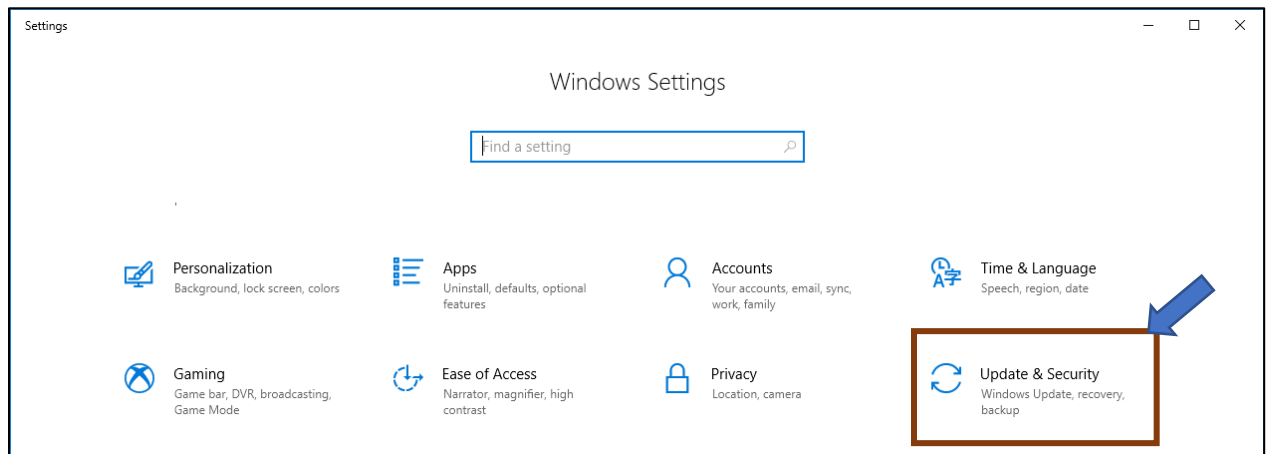 Settings
Windows Settings
Find a setting
Personalization
Background, lock screen, colors
Apps
Uninstall, defaults, optional
features
Accounts
Your accounts, email, sync,
work, family
Time & Language
Speech, region, date
Gaming
Game bar, DVR, broadcasting,
Game Mode
Ease of Access
Narrator, magnifier, high
contrast
Privacy
Location, camera
Update & Security
Windows Update, recovery,
backup